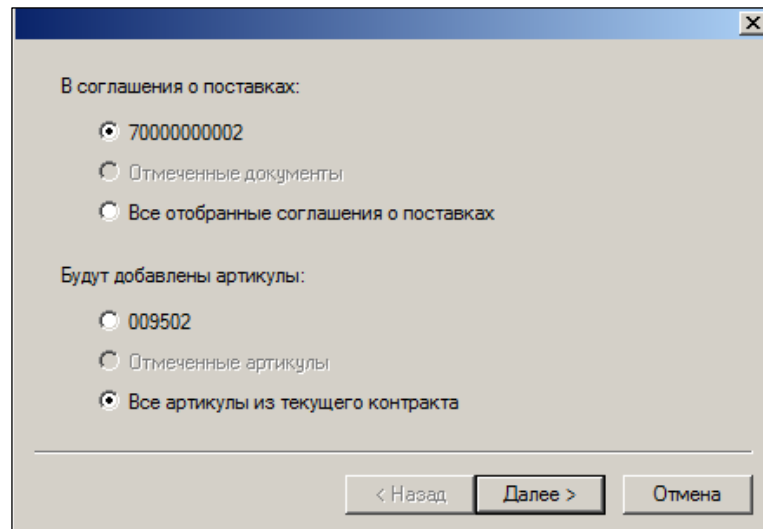 В соглашения о поставках:
70000000002
Отмеченные документы
Все отобранные соглашения о поставках
Будут добавлены артикулы:
009502
Отмеченные артикулы
Все артикулы из текущего контракта
< Назад Далее > Отмена